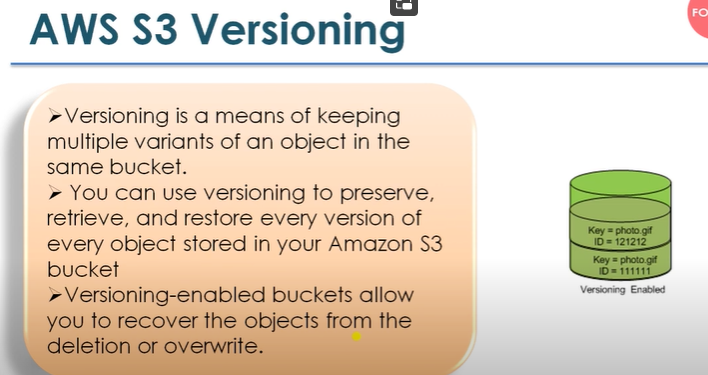 AWS S3 Versioning
FO
➢Versioning is a means of keeping
multiple variants of an object in the
same bucket.
➢ You can use versioning to preserve,
retrieve, and restore every version of
every object stored in your Amazon S3
bucket
➢Versioning-enabled buckets allow
you to recover the objects from the
deletion or overwrite.
Key = photo.gif
ID = 121212
Key = photo.gif
ID = 111111
Versioning Enabled